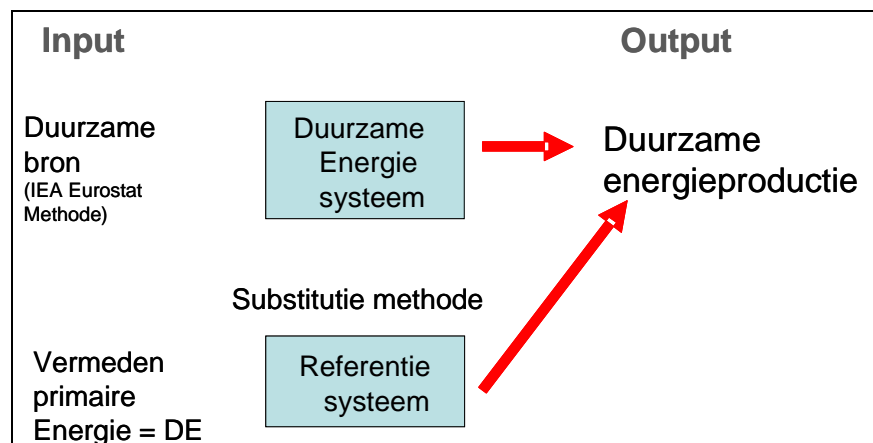 Input
Output
Duurzame
bron
(IEA Eurostat
Methode)
Duurzame
Energie
systeem
Duurzame
energieproductie
Substitutie methode
Vermeden
primaire
Energie = DE
Referentie
systeem